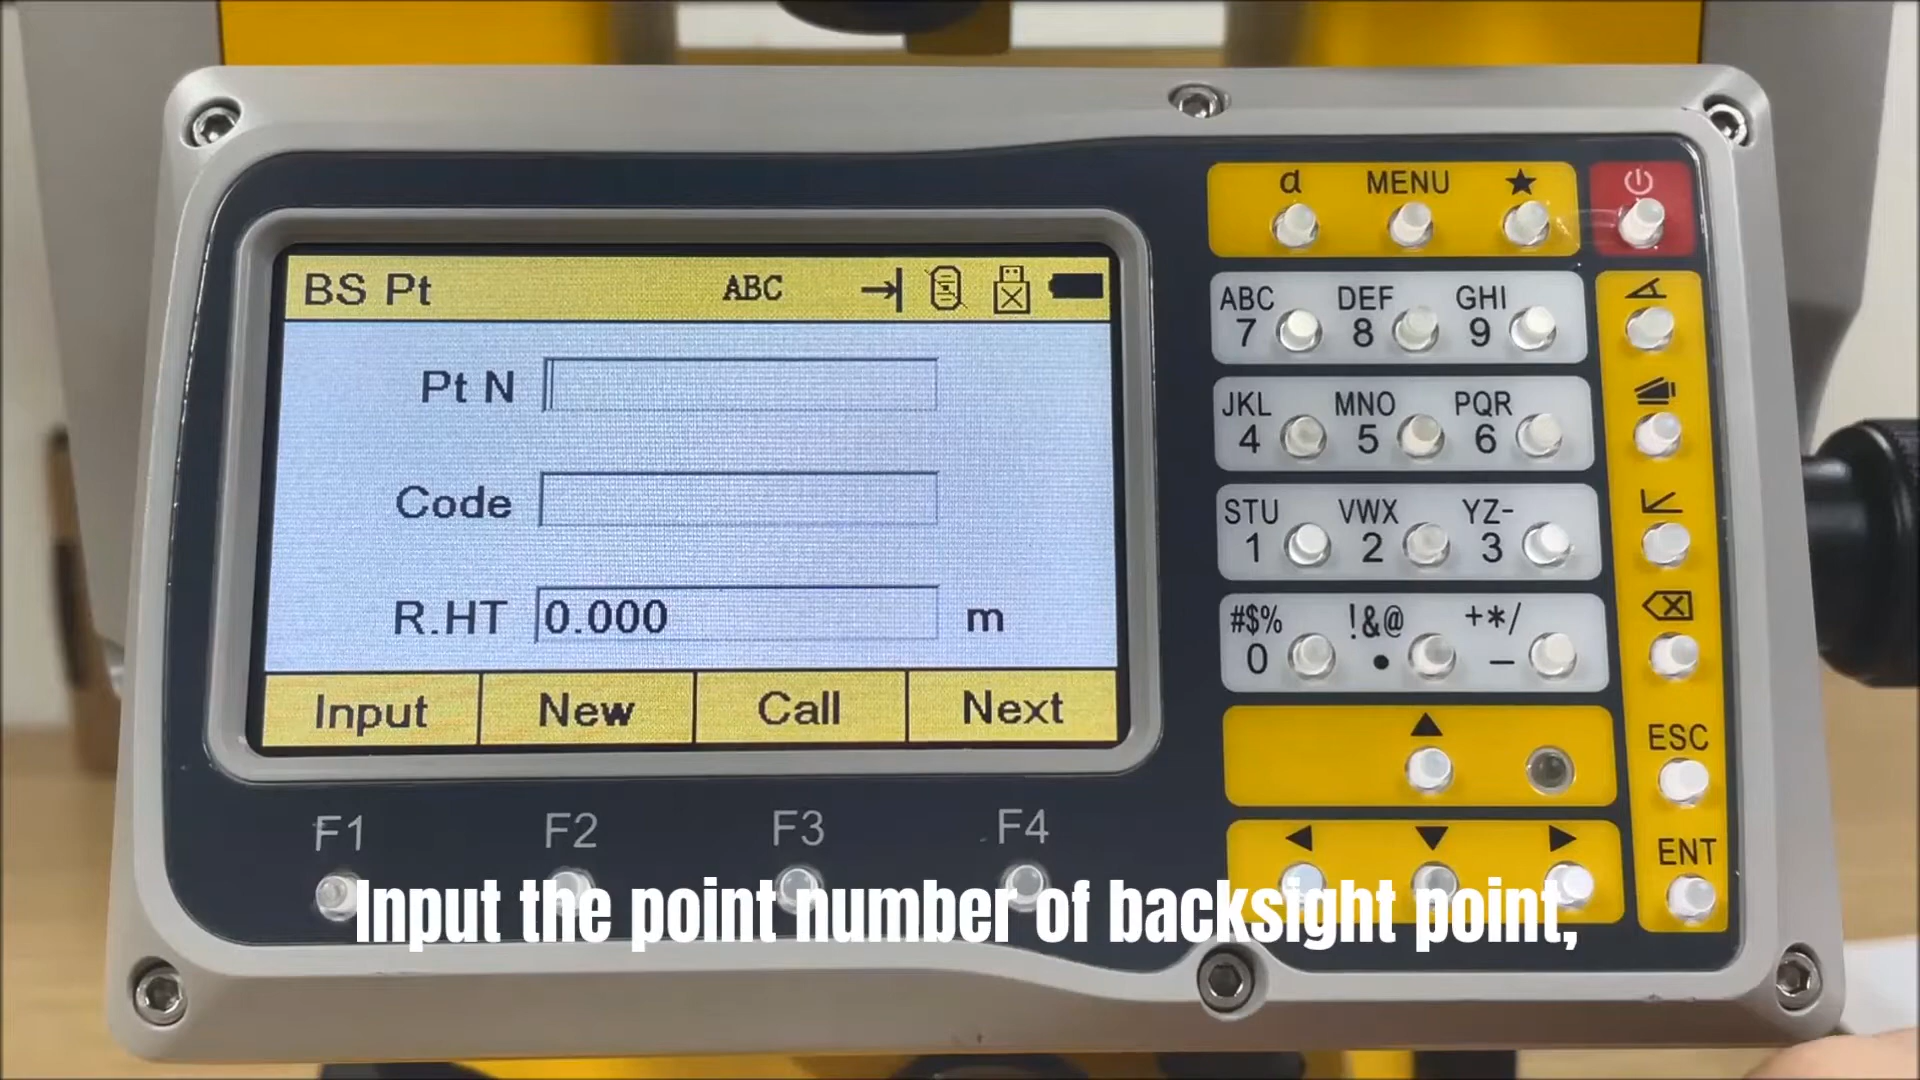 BS Pt ABC
Pt N
Code
R.HT 0.000 m
Input New Call Next
F1 F2 F3 F4
α MENU ★
ABC DEF GHI
7 8 9
JKL MNO PQR
4 5 6
STU VWX YZ-
1 2 3
#$% !&@ +*/
0 • –
ESC
ENT
Input the point number of backsight point,